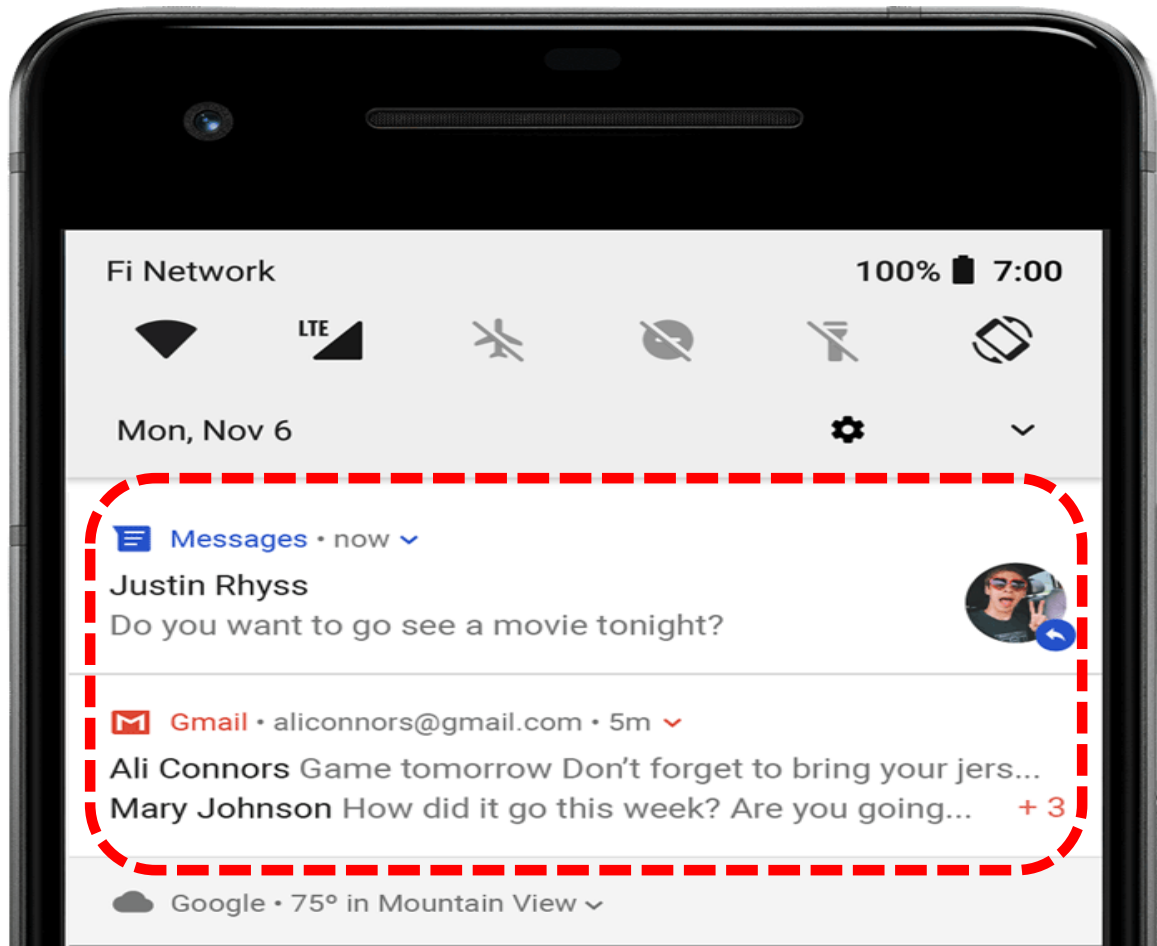 Fi Network 100% 7:00
LTE
Mon, Nov 6
Messages • now
Justin Rhyss
Do you want to go see a movie tonight?
Gmail • aliconnors@gmail.com • 5m
Ali Connors Game tomorrow Don't forget to bring your jers...
Mary Johnson How did it go this week? Are you going... + 3
Google • 75° in Mountain View